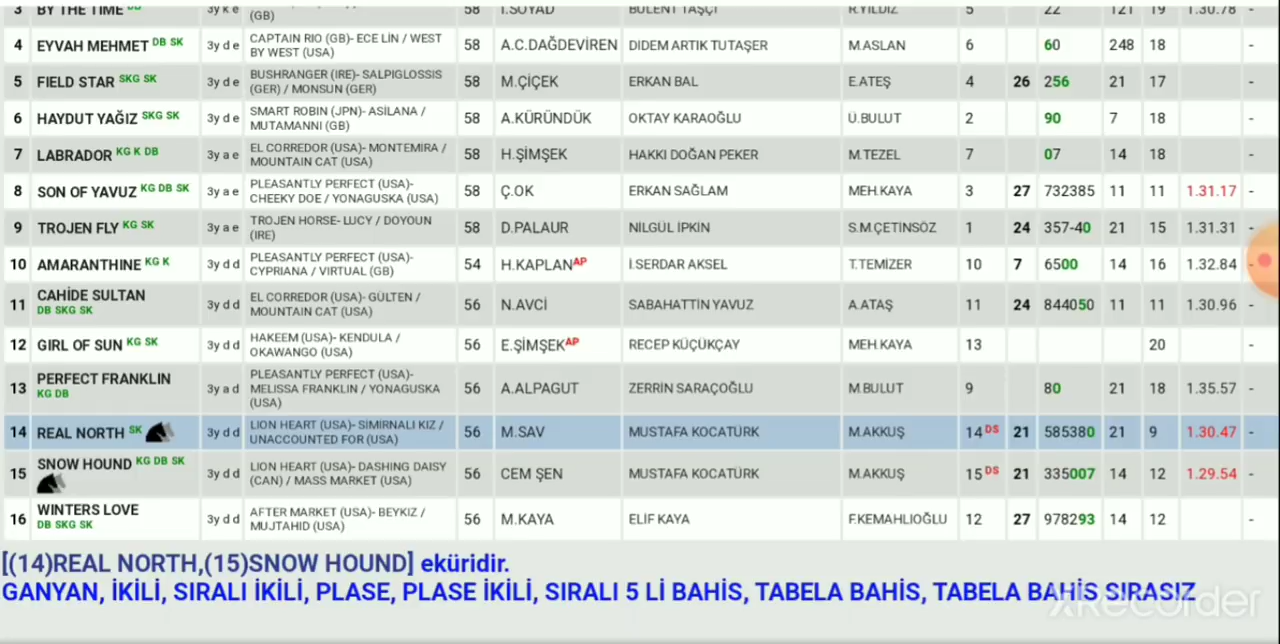 3 BY THE TIME DB 3y k e (GB) 58 İ.SOYAD BÜLENT TAŞÇI R.YILDIZ 5 22 121 19 1.30.78 -
4 EYVAH MEHMET DB SK 3y d e CAPTAIN RIO (GB)- ECE LİN / WEST BY WEST (USA) 58 A.C.DAĞDEVİREN DİDEM ARTIK TUTAŞER M.ASLAN 6 60 248 18 -
5 FIELD STAR SKG SK 3y d e BUSHRANGER (IRE)- SALPIGLOSSIS (GER) / MONSUN (GER) 58 M.ÇİÇEK ERKAN BAL E.ATEŞ 4 26 256 21 17 -
6 HAYDUT YAĞIZ SKG SK 3y d e SMART ROBIN (JPN)- ASİLANA / MUTAMANNI (GB) 58 A.KÜRÜNDÜK OKTAY KARAOĞLU Ü.BULUT 2 90 7 18 -
7 LABRADOR KG K DB 3y a e EL CORREDOR (USA)- MONTEMİRA / MOUNTAIN CAT (USA) 58 H.ŞİMŞEK HAKKI DOĞAN PEKER M.TEZEL 7 07 14 18 -
8 SON OF YAVUZ KG DB SK 3y a e PLEASANTLY PERFECT (USA)- CHEEKY DOE / YONAGUSKA (USA) 58 Ç.OK ERKAN SAĞLAM MEH.KAYA 3 27 732385 11 11 1.31.17 -
9 TROJEN FLY KG SK 3y a e TROJEN HORSE- LUCY / DOYOUN (IRE) 58 D.PALAUR NİLGÜL İPKİN S.M.ÇETİNSÖZ 1 24 357-40 21 15 1.31.31 -
10 AMARANTHINE KG K 3y d d PLEASANTLY PERFECT (USA)- CYPRIANA / VIRTUAL (GB) 54 H.KAPLAN AP İ.SERDAR AKSEL T.TEMİZER 10 7 6500 14 16 1.32.84 -
11 CAHİDE SULTAN DB SKG SK 3y d d EL CORREDOR (USA)- GÜLTEN / MOUNTAIN CAT (USA) 56 N.AVCİ SABAHATTİN YAVUZ A.ATAŞ 11 24 844050 11 11 1.30.96 -
12 GIRL OF SUN KG SK 3y d d HAKEEM (USA)- KENDULA / OKAWANGO (USA) 56 E.ŞİMŞEK AP RECEP KÜÇÜKÇAY MEH.KAYA 13 20 -
13 PERFECT FRANKLIN KG DB 3y a d PLEASANTLY PERFECT (USA)- MELISSA FRANKLIN / YONAGUSKA (USA) 56 A.ALPAGUT ZERRİN SARAÇOĞLU M.BULUT 9 80 21 18 1.35.57 -
14 REAL NORTH SK 3y d d LION HEART (USA)- SİMİRNALI KIZ / UNACCOUNTED FOR (USA) 56 M.SAV MUSTAFA KOCATÜRK M.AKKUŞ 14 DS 21 585380 21 9 1.30.47 -
15 SNOW HOUND KG DB SK 3y d d LION HEART (USA)- DASHING DAISY (CAN) / MASS MARKET (USA) 56 CEM ŞEN MUSTAFA KOCATÜRK M.AKKUŞ 15 DS 21 335007 14 12 1.29.54 -
16 WINTERS LOVE DB SKG SK 3y d d AFTER MARKET (USA)- BEYKIZ / MUJTAHID (USA) 56 M.KAYA ELİF KAYA F.KEMAHLIOĞLU 12 27 978293 14 12 -
[(14)REAL NORTH,(15)SNOW HOUND] eküridir.
GANYAN, İKİLİ, SIRALI İKİLİ, PLASE, PLASE İKİLİ, SIRALI 5 Lİ BAHİS, TABELA BAHİS, TABELA BAHİS SIRASIZ
XRecorder